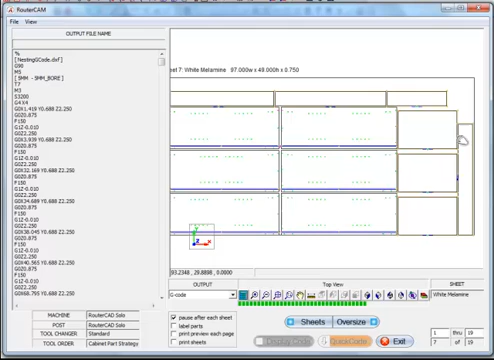 RouterCAM
File View
OUTPUT FILE NAME
%
[NestingGCode.dxf]
G90
M5
[ 5MM - 5MM_BORE]
T7
M3
S3200
G4 X4
G0X1.419 Y0.688 Z2.250
G0Z0.875
F150
G1Z-0.010
G0Z2.250
G0X3.939 Y0.688 Z2.250
G0Z0.875
F150
G1Z-0.010
G0Z2.250
G0X32.169 Y0.688 Z2.250
G0Z0.875
F150
G1Z-0.010
G0Z2.250
G0X34.689 Y0.688 Z2.250
G0Z0.875
F150
G1Z-0.010
G0Z2.250
G0X38.045 Y0.688 Z2.250
G0Z0.875
F150
G1Z-0.010
G0Z2.250
G0X40.565 Y0.688 Z2.250
G0Z0.875
F150
G1Z-0.010
G0Z2.250
G0X68.795 Y0.688 Z2.250
MACHINE RouterCAD Solo
POST RouterCAD Solo
TOOL CHANGER Standard
TOOL ORDER Cabinet Part Strategy
et 7: White Melamine 97.000w x 49.000h x 0.750
Y
Z X
93.2348 , 29.8898, 0.0000
OUTPUT
G-code
Top View
SHEET
White Melamine
pause after each sheet
label parts
print preview each page
print sheets
Sheets Oversize
Display Code QuickCode Exit
1 thru 19
7 of 19